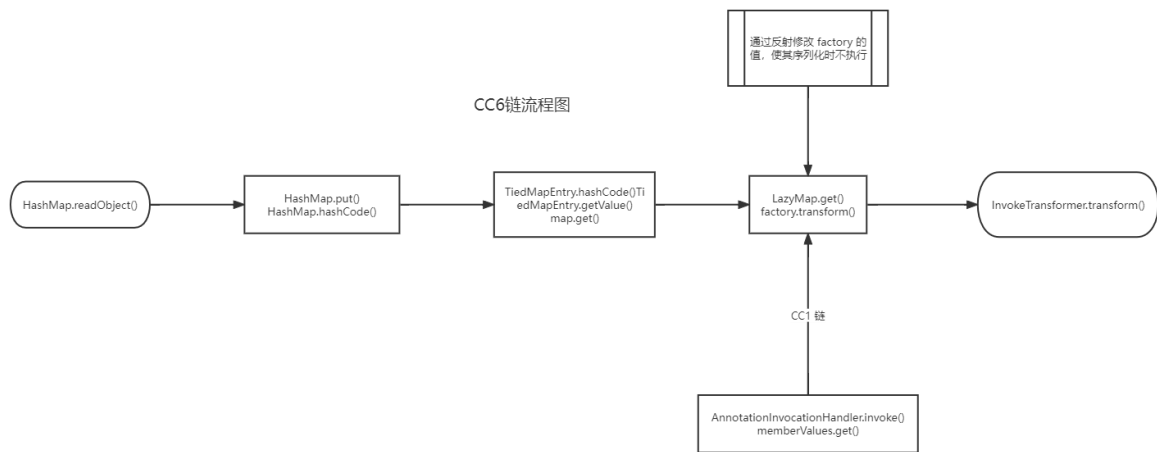 通过反射修改 factory 的
值，使其序列化时不执行
CC6链流程图
HashMap.readObject()
HashMap.put()
HashMap.hashCode()
TiedMapEntry.hashCode()Ti
edMapEntry.getValue()
map.get()
LazyMap.get()
factory.transform()
InvokeTransformer.transform()
CC1 链
AnnotationInvocationHandler.invoke()
memberValues.get()